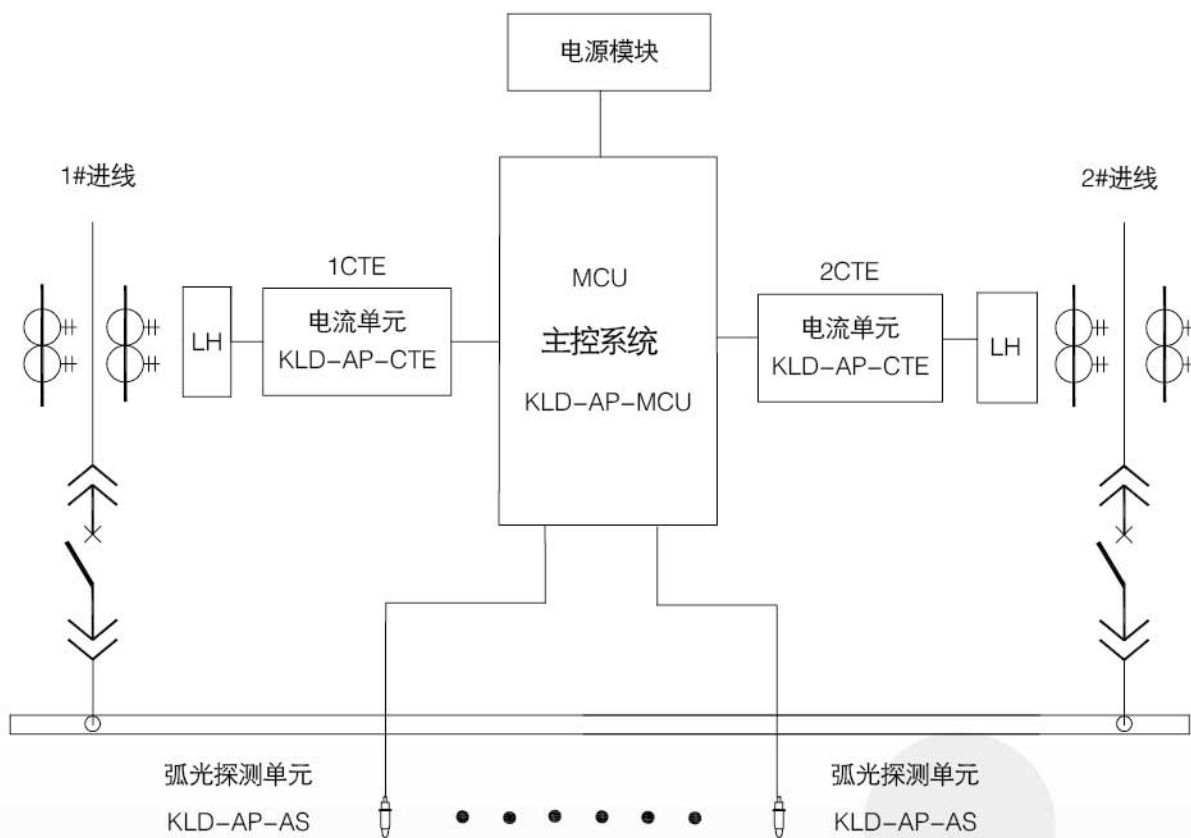 电源模块
1#进线
2#进线
1CTE
MCU
2CTE
LH
电流单元
KLD-AP-CTE
主控系统
KLD-AP-MCU
电流单元
KLD-AP-CTE
LH
弧光探测单元
KLD-AP-AS
弧光探测单元
KLD-AP-AS